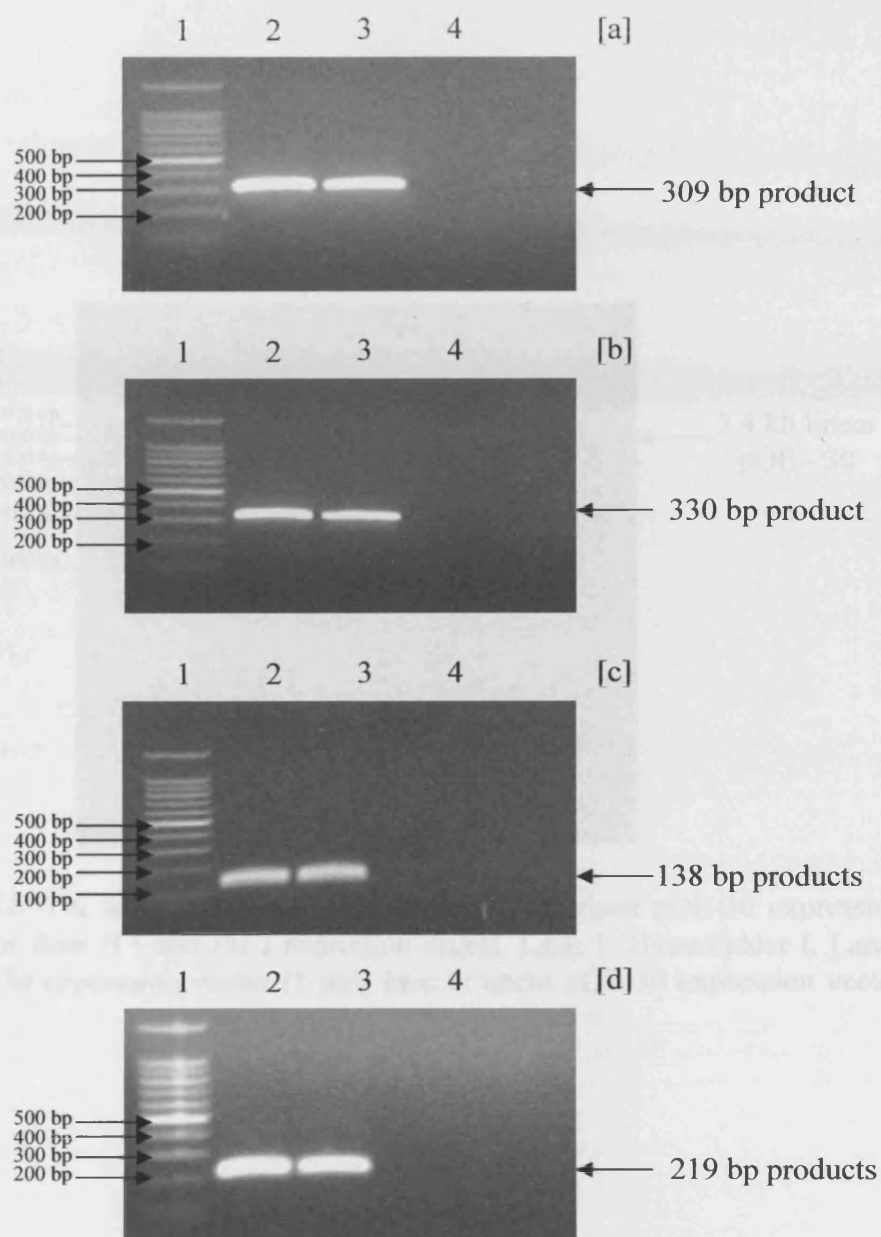 1 2 3 4 [a]
500 bp
400 bp
300 bp
200 bp
309 bp product
1 2 3 4 [b]
500 bp
400 bp
300 bp
200 bp
330 bp product
1 2 3 4 [c]
500 bp
400 bp
300 bp
200 bp
100 bp
138 bp products
1 2 3 4 [d]
500 bp
400 bp
300 bp
200 bp
219 bp products